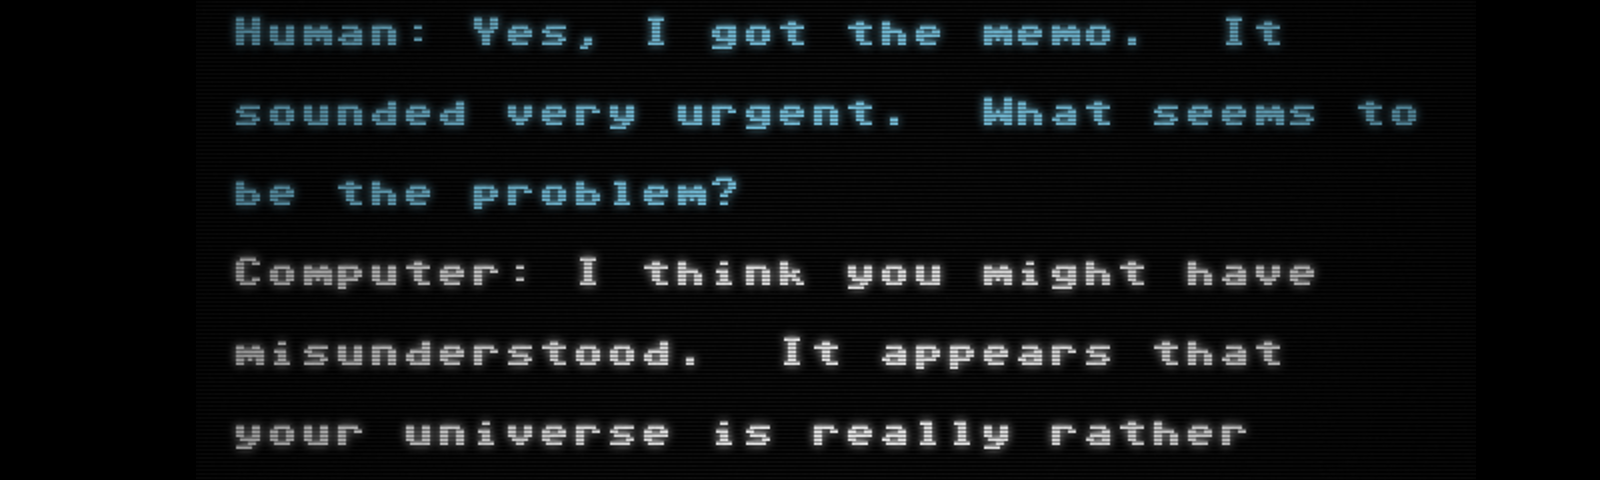 Human: Yes, I got the memo.  It
sounded very urgent.  What seems to
be the problem?
Computer: I think you might have
misunderstood.  It appears that
your universe is really rather